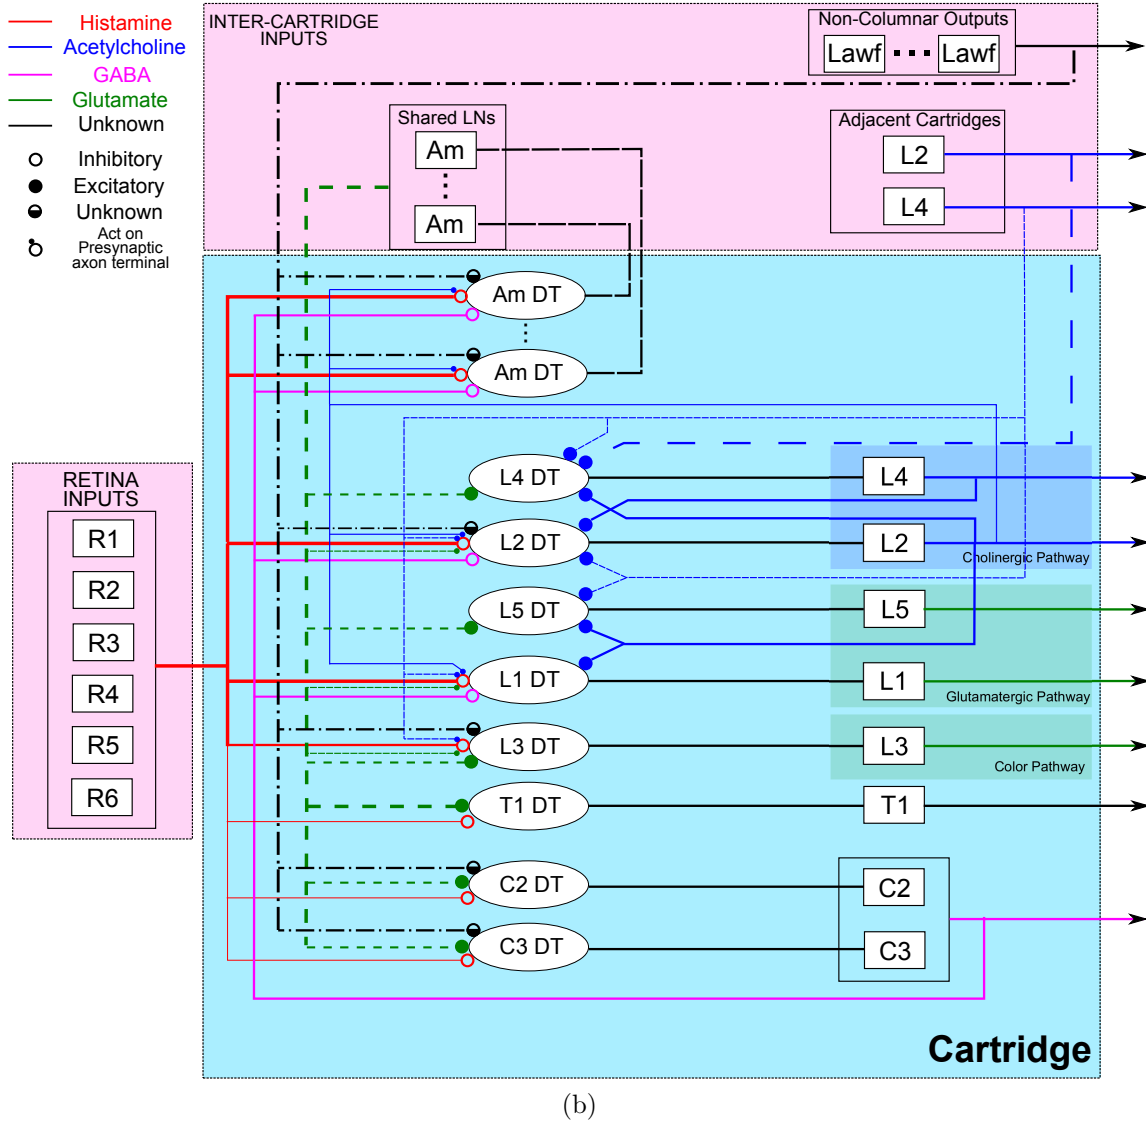 Histamine
Acetylcholine
GABA
Glutamate
Unknown
Inhibitory
Excitatory
Unknown
Act on
Presynaptic
axon terminal
INTER-CARTRIDGE
INPUTS
Non-Columnar Outputs
Lawf
Lawf
Shared LNs
Am
Am
Adjacent Cartridges
L2
L4
RETINA
INPUTS
R1
R2
R3
R4
R5
R6
Am DT
Am DT
L4 DT
L2 DT
L5 DT
L1 DT
L3 DT
T1 DT
C2 DT
C3 DT
L4
L2
Cholinergic Pathway
L5
L1
Glutamatergic Pathway
L3
Color Pathway
T1
C2
C3
Cartridge
(b)